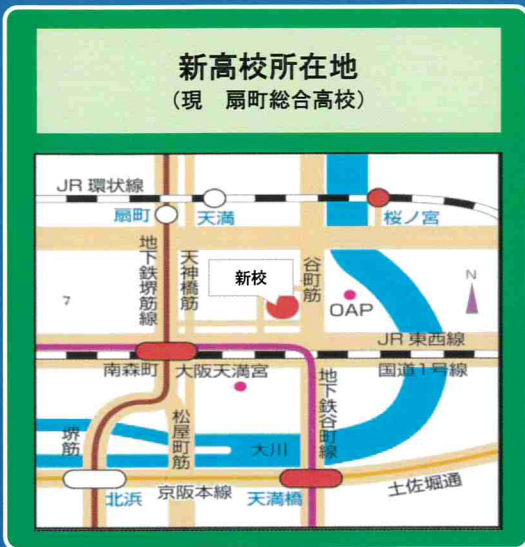 新高校所在地
(現 扇町総合高校)
JR 環状線
扇町
天満
桜ノ宮
地下鉄堺筋線
天神橋筋
新校
谷町筋
OAP
N
7
JR 東西線
国道1号線
南森町
大阪天満宮
地下鉄谷町線
堺筋
松屋町筋
大川
北浜
京阪本線
天満橋
土佐堀通